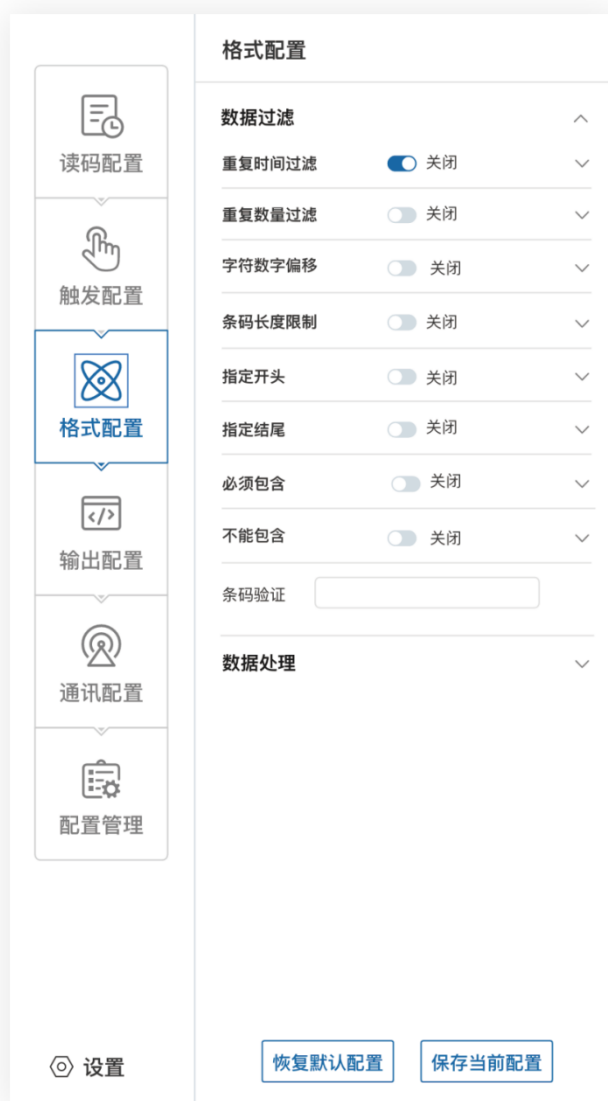 格式配置
读码配置
触发配置
格式配置
输出配置
通讯配置
配置管理
设置
数据过滤
重复时间过滤 关闭
重复数量过滤 关闭
字符数字偏移 关闭
条码长度限制 关闭
指定开头 关闭
指定结尾 关闭
必须包含 关闭
不能包含 关闭
条码验证
数据处理
恢复默认配置 保存当前配置